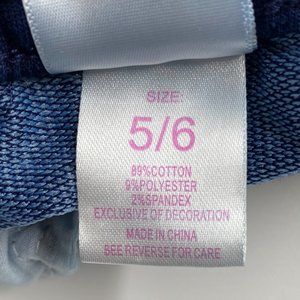 SIZE:
5/6
89%COTTON
9%POLYESTER
2%SPANDEX
EXCLUSIVE OF DECORATION
MADE IN CHINA
SEE REVERSE FOR CARE